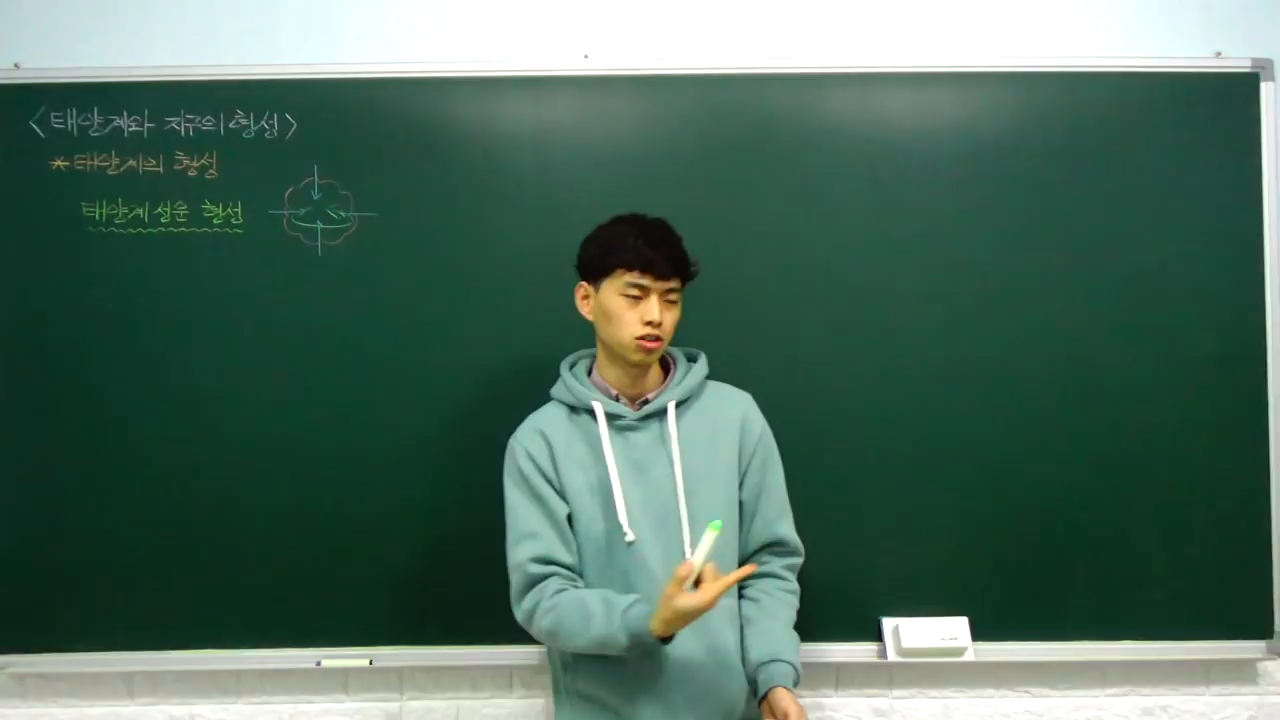 <태양계와 지구의 형성>
*태양계의 형성
태양계 성운 형성